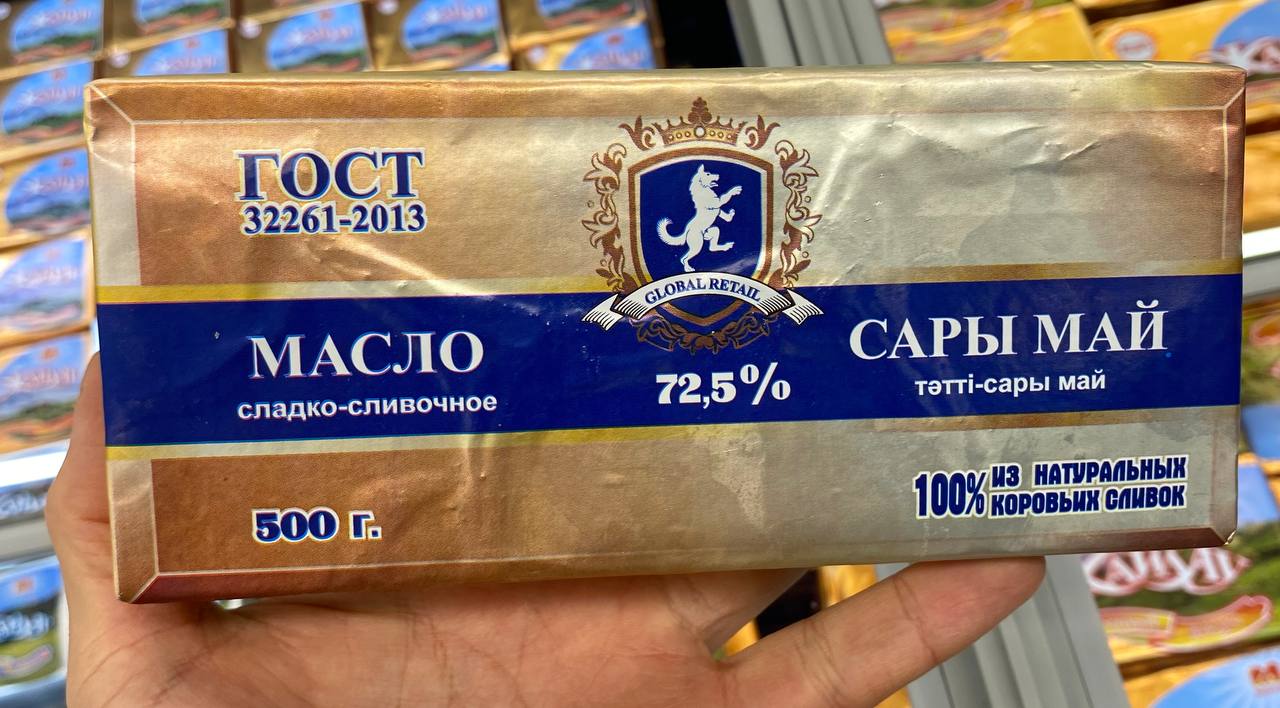 ГОСТ
32261-2013
GLOBAL RETAIL
МАСЛО
сладко-сливочное
72,5%
САРЫ МАЙ
тәтті-сары май
500 г.
100% ИЗ НАТУРАЛЬНЫХ
КОРОВЬИХ СЛИВОК